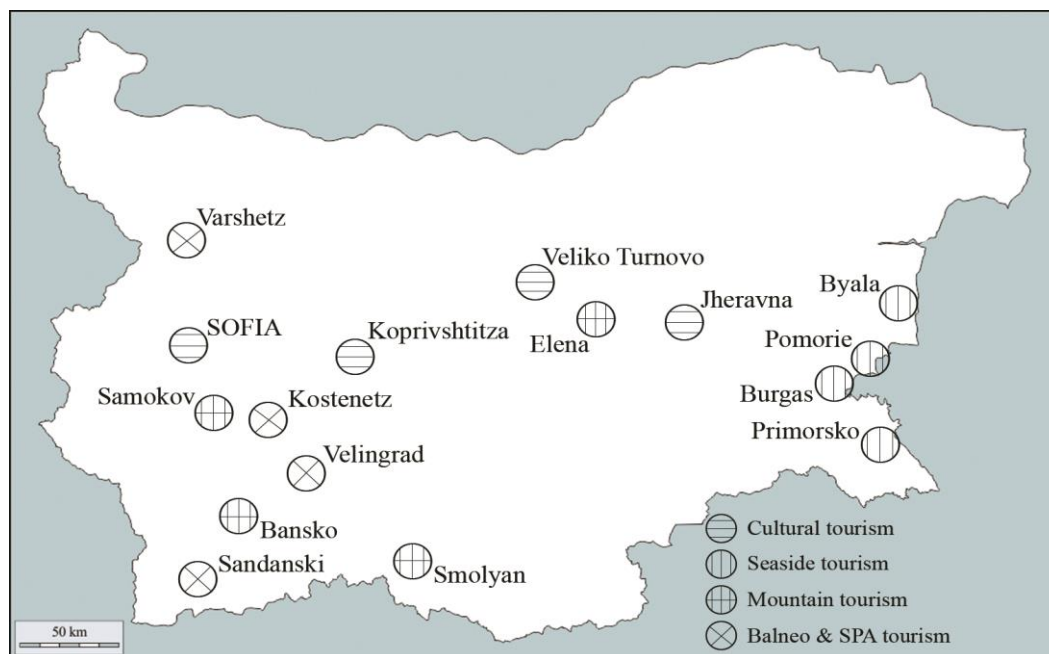 Varshetz
Veliko Turnovo
Byala
Jheravna
SOFIA
Koprivshtitza
Elena
Pomorie
Samokov
Kostenetz
Burgas
Primorsko
Velingrad
Bansko
Sandanski
Smolyan
Cultural tourism
Seaside tourism
Mountain tourism
Balneo & SPA tourism
50 km